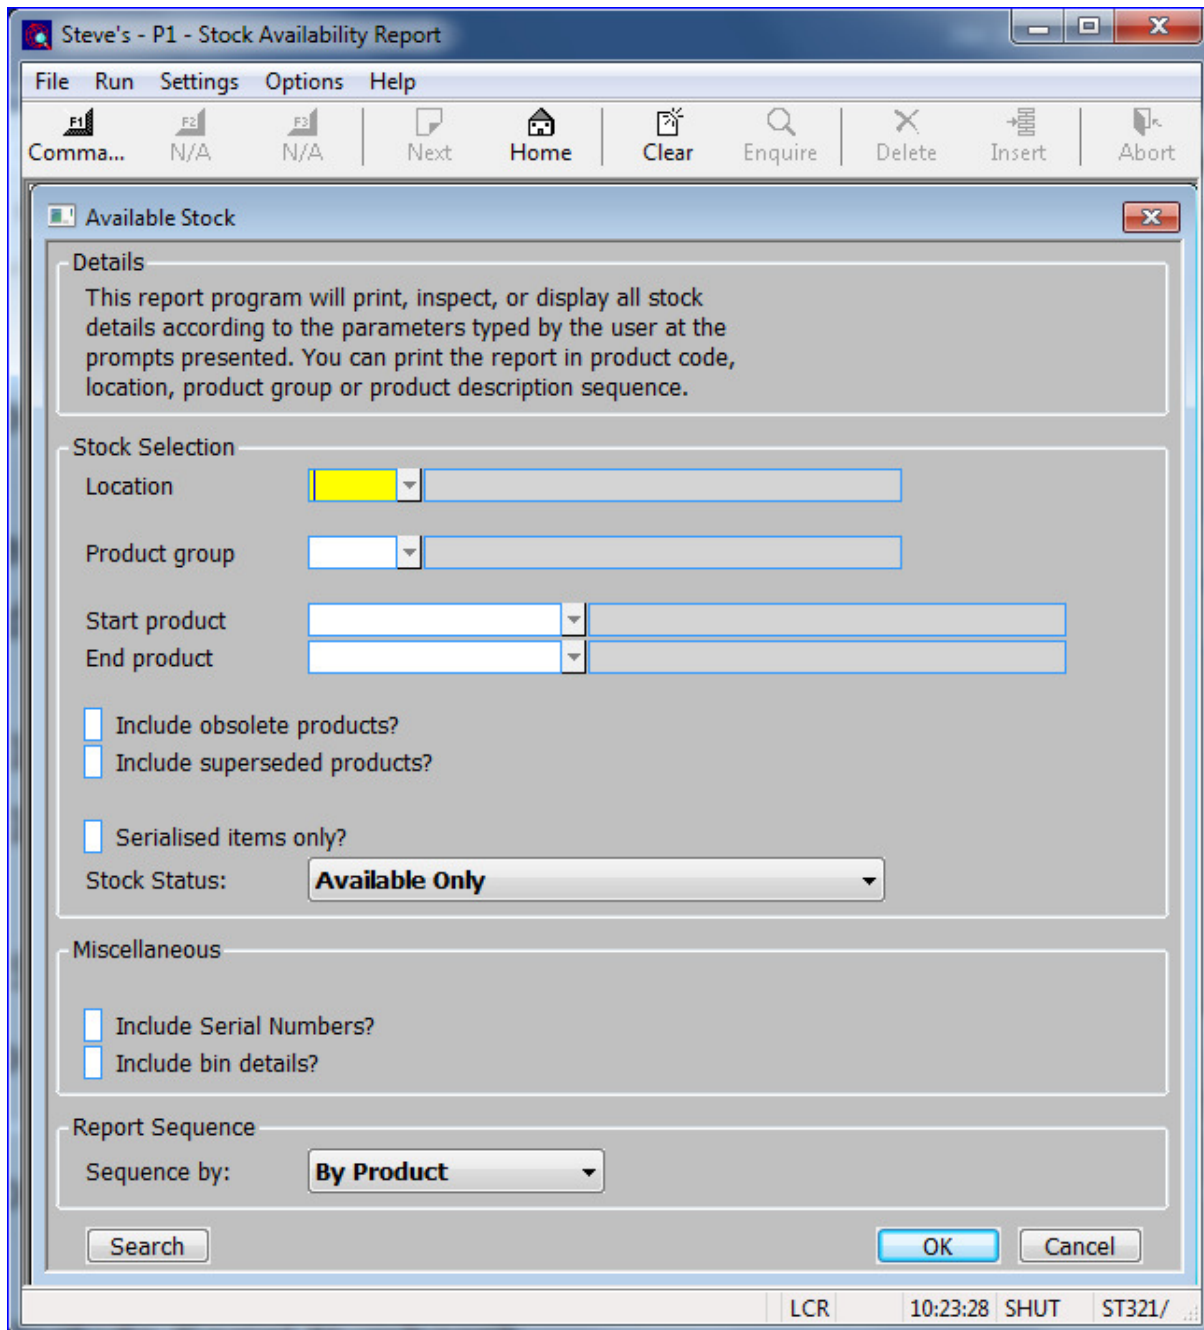 Steve's - P1 - Stock Availability Report
File Run Settings Options Help
F1 F2 F3
Comma... N/A N/A Next Home Clear Enquire Delete Insert Abort
Available Stock
Details
This report program will print, inspect, or display all stock
details according to the parameters typed by the user at the
prompts presented. You can print the report in product code,
location, product group or product description sequence.
Stock Selection
Location
Product group
Start product
End product
Include obsolete products?
Include superseded products?
Serialised items only?
Stock Status: Available Only
Miscellaneous
Include Serial Numbers?
Include bin details?
Report Sequence
Sequence by: By Product
Search OK Cancel
LCR 10:23:28 SHUT ST321/